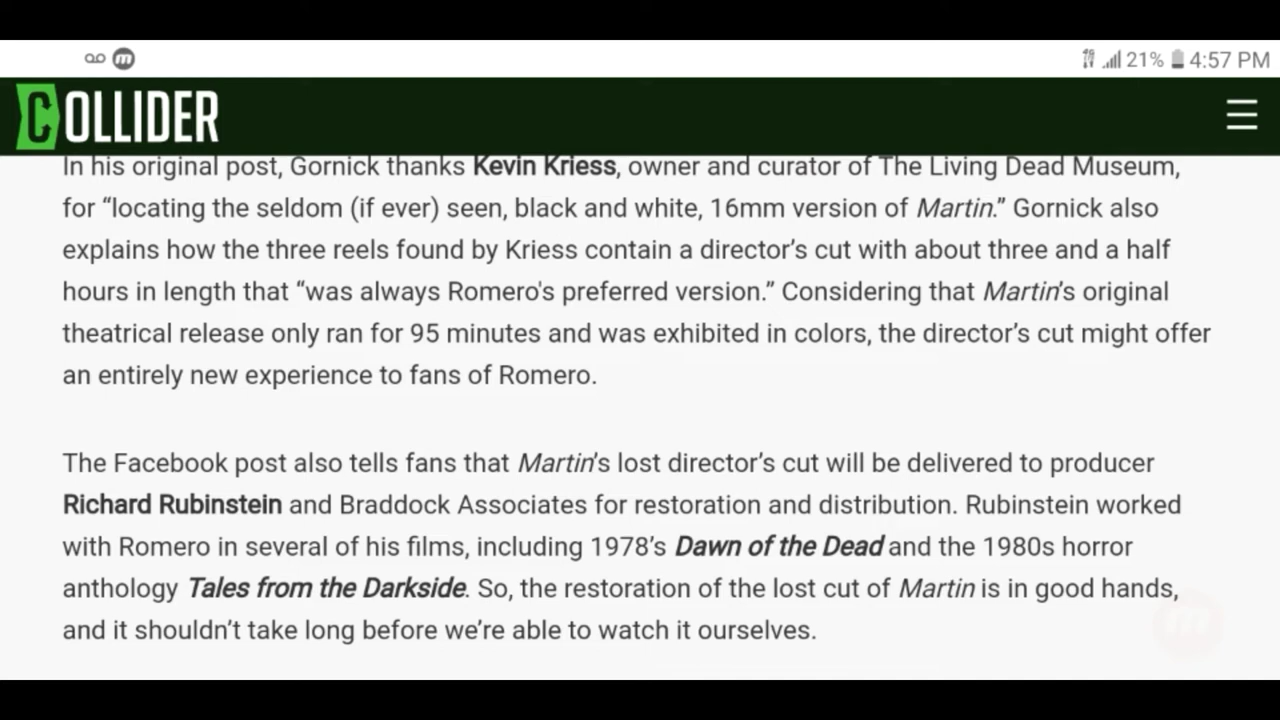 21% 4:57 PM
COLLIDER
In his original post, Gornick thanks Kevin Kriess, owner and curator of The Living Dead Museum,
for “locating the seldom (if ever) seen, black and white, 16mm version of Martin.” Gornick also
explains how the three reels found by Kriess contain a director’s cut with about three and a half
hours in length that “was always Romero's preferred version.” Considering that Martin’s original
theatrical release only ran for 95 minutes and was exhibited in colors, the director’s cut might offer
an entirely new experience to fans of Romero.
The Facebook post also tells fans that Martin’s lost director’s cut will be delivered to producer
Richard Rubinstein and Braddock Associates for restoration and distribution. Rubinstein worked
with Romero in several of his films, including 1978’s Dawn of the Dead and the 1980s horror
anthology Tales from the Darkside. So, the restoration of the lost cut of Martin is in good hands,
and it shouldn’t take long before we’re able to watch it ourselves.